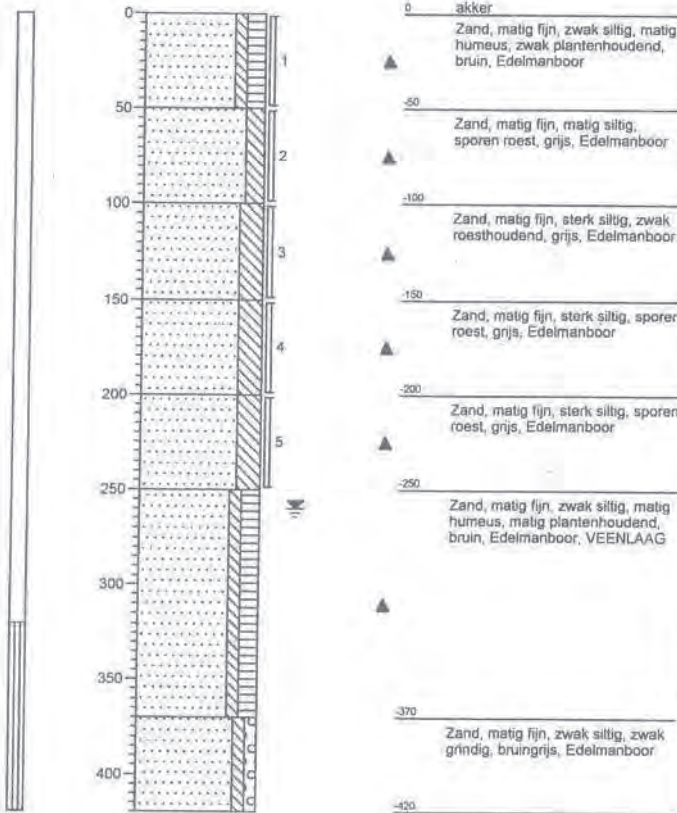 0
akker
Zand, matig fijn, zwak siltig, matig
humeus, zwak plantenhoudend,
bruin, Edelmanboor
1
50
-50
Zand, matig fijn, matig siltig,
sporen roest, grijs, Edelmanboor
2
100
-100
Zand, matig fijn, sterk siltig, zwak
roesthoudend, grijs, Edelmanboor
3
150
-150
Zand, matig fijn, sterk siltig, sporen
roest, grijs, Edelmanboor
4
200
-200
Zand, matig fijn, sterk siltig, sporen
roest, grijs, Edelmanboor
5
250
-250
Zand, matig fijn, zwak siltig, matig
humeus, matig plantenhoudend,
bruin, Edelmanboor, VEENLAAG
300
350
-370
Zand, matig fijn, zwak siltig, zwak
grindig, bruingrijs, Edelmanboor
400
-420
0